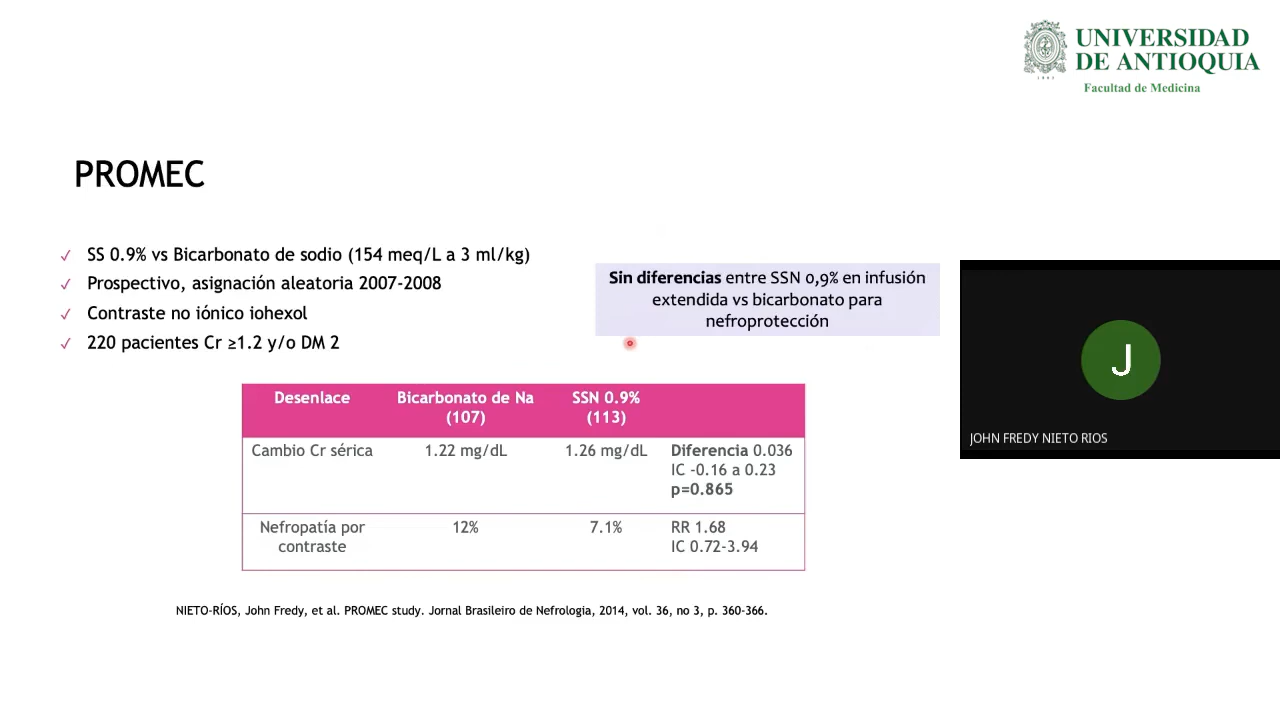 UNIVERSIDAD
DE ANTIOQUIA
Facultad de Medicina
PROMEC
✓ SS 0.9% vs Bicarbonato de sodio (154 meq/L a 3 ml/kg)
✓ Prospectivo, asignación aleatoria 2007-2008
✓ Contraste no iónico iohexol
✓ 220 pacientes Cr ≥1.2 y/o DM 2
Sin diferencias entre SSN 0,9% en infusión
extendida vs bicarbonato para
nefroprotección
J
JOHN FREDY NIETO RIOS
Desenlace Bicarbonato de Na SSN 0.9%
(107) (113)
Cambio Cr sérica 1.22 mg/dL 1.26 mg/dL Diferencia 0.036
IC -0.16 a 0.23
p=0.865
Nefropatía por 12% 7.1% RR 1.68
contraste IC 0.72-3.94
NIETO-RÍOS, John Fredy, et al. PROMEC study. Jornal Brasileiro de Nefrologia, 2014, vol. 36, no 3, p. 360-366.